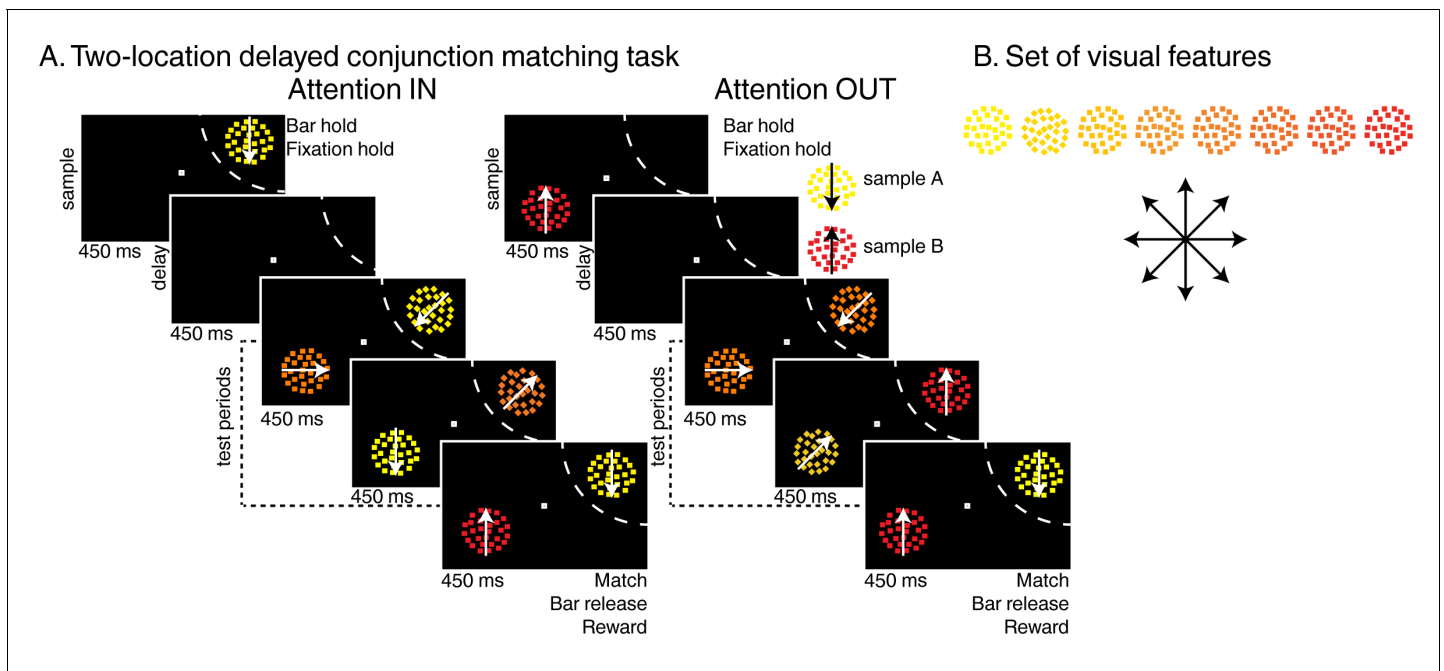 A. Two-location delayed conjunction matching task
Attention IN
Attention OUT
B. Set of visual features
Bar hold
Fixation hold
sample
450 ms
delay
450 ms
test periods
450 ms
450 ms
450 ms
Match
Bar release
Reward
Bar hold
Fixation hold
sample A
sample B
sample
450 ms
delay
450 ms
test periods
450 ms
450 ms
450 ms
Match
Bar release
Reward